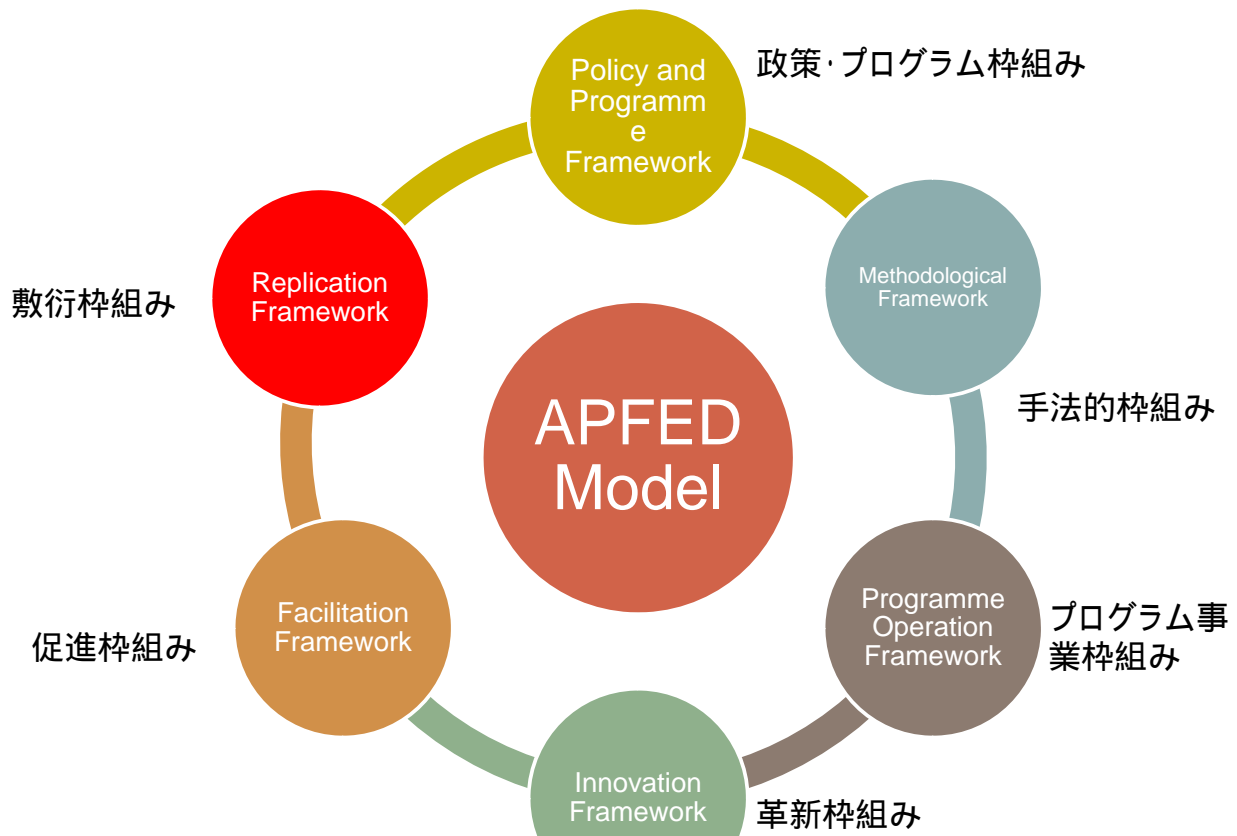 Policy and
Programm
e
Framework
政策・プログラム枠組み
Methodological
Framework
手法的枠組み
Programme
Operation
Framework
プログラム事
業枠組み
Innovation
Framework
革新枠組み
Facilitation
Framework
促進枠組み
Replication
Framework
敷衍枠組み
APFED
Model